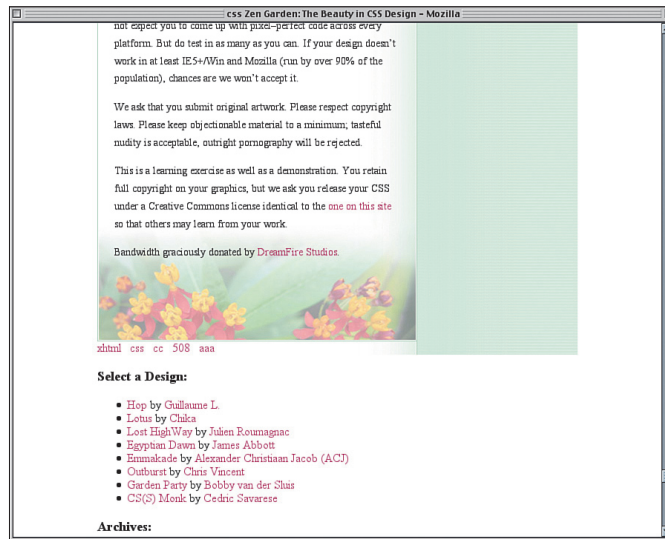 css Zen Garden: The Beauty in CSS Design – Mozilla
not expect you to come up with pixel–perfect code across every
platform. But do test in as many as you can. If your design doesn't
work in at least IE5+/Win and Mozilla (run by over 90% of the
population), chances are we won't accept it.
We ask that you submit original artwork. Please respect copyright
laws. Please keep objectionable material to a minimum; tasteful
nudity is acceptable, outright pornography will be rejected.
This is a learning exercise as well as a demonstration. You retain
full copyright on your graphics, but we ask you release your CSS
under a Creative Commons license identical to the one on this site
so that others may learn from your work.
Bandwidth graciously donated by DreamFire Studios.
xhtml css cc 508 aaa
Select a Design:
Hop by Guillaume L.
Lotus by Chika
Lost HighWay by Julien Roumagnac
Egyptian Dawn by James Abbott
Emmakade by Alexander Christiaan Jacob (ACJ)
Outburst by Chris Vincent
Garden Party by Bobby van der Sluis
CS(S) Monk by Cedric Savarese
Archives: